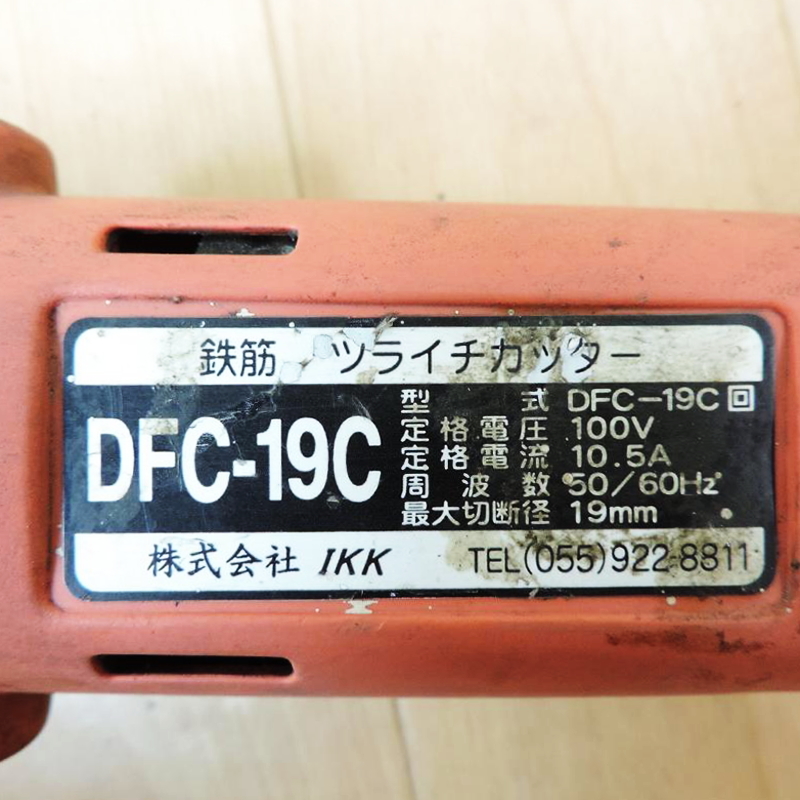 鉄筋 ツライチカッター
DFC-19C
型式 DFC-19C 回
定格電圧 100V
定格電流 10.5A
周波数 50/60Hz
最大切断径 19mm
株式会社 IKK TEL(055)922-8811